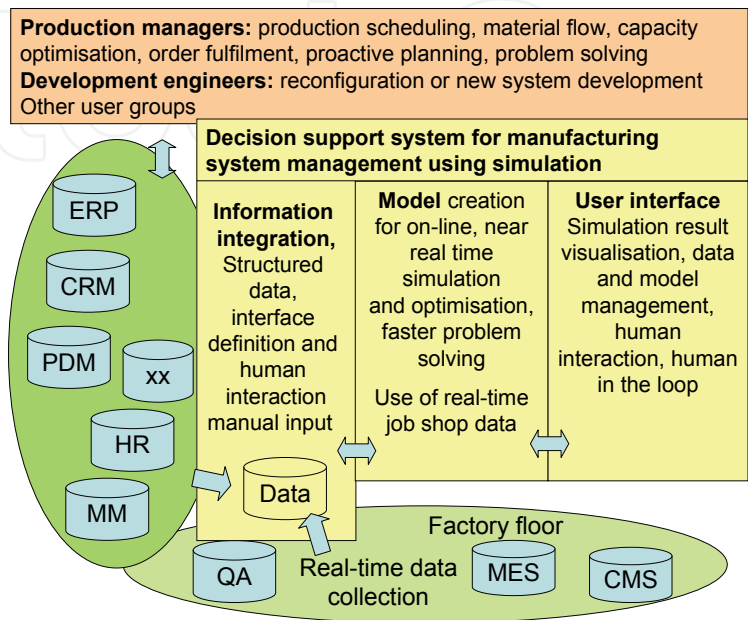 Production managers: production scheduling, material flow, capacity
optimisation, order fulfilment, proactive planning, problem solving
Development engineers: reconfiguration or new system development
Other user groups
Decision support system for manufacturing
system management using simulation
ERP
CRM
PDM
xx
HR
MM
Information
integration,
Structured
data,
interface
definition and
human
interaction
manual input
Data
Model creation
for on-line, near
real time
simulation
and optimisation,
faster problem
solving
Use of real-time
job shop data
User interface
Simulation result
visualisation, data
and model
management,
human
interaction, human
in the loop
Factory floor
QA
Real-time data
collection
MES
CMS